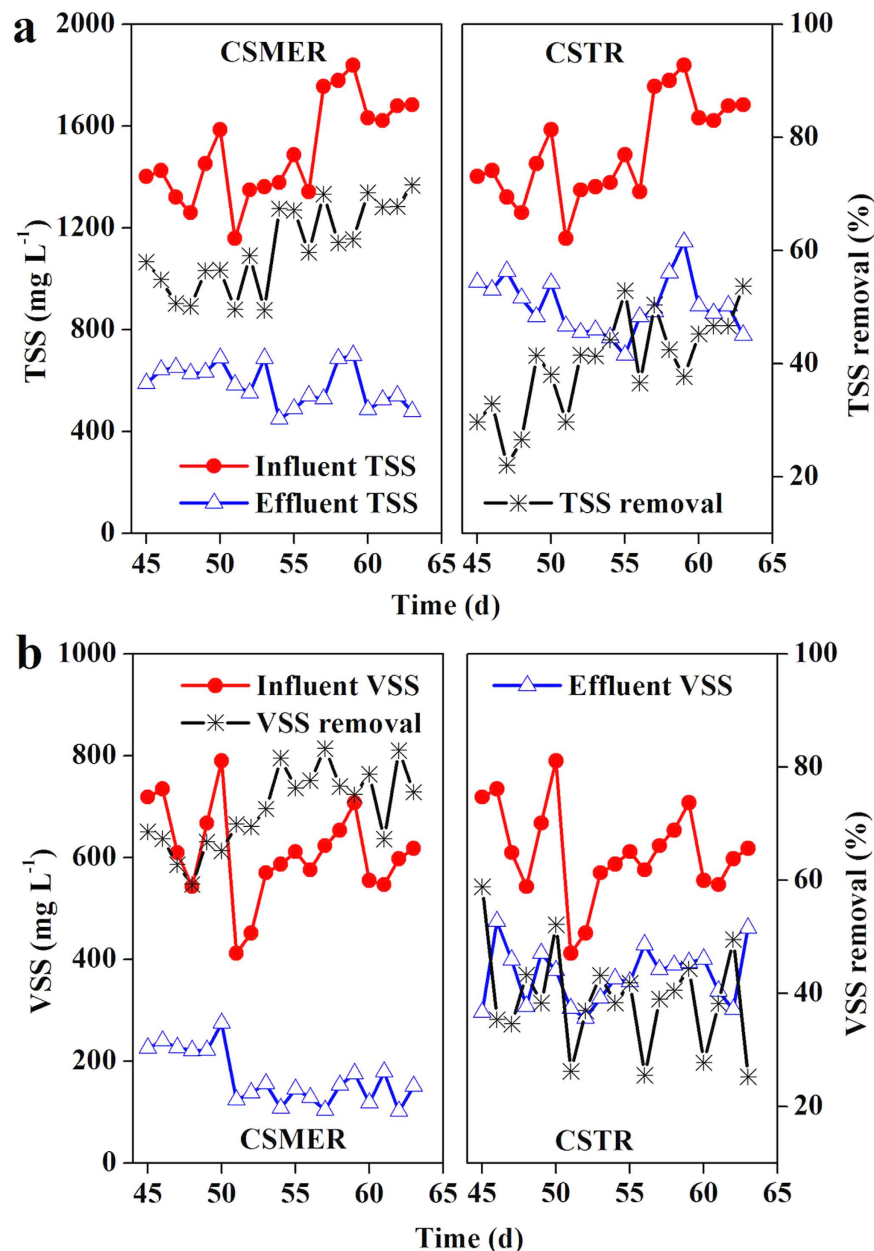 a
2000
1600
1200
800
400
0
TSS (mg L⁻¹)
CSMER
CSTR
Influent TSS
Effluent TSS
TSS removal
100
80
60
40
20
TSS removal (%)
45 50 55 60 65
45 50 55 60 65
Time (d)
b
1000
800
600
400
200
0
VSS (mg L⁻¹)
Influent VSS
VSS removal
Effluent VSS
CSMER
CSTR
100
80
60
40
20
VSS removal (%)
45 50 55 60 65
45 50 55 60 65
Time (d)